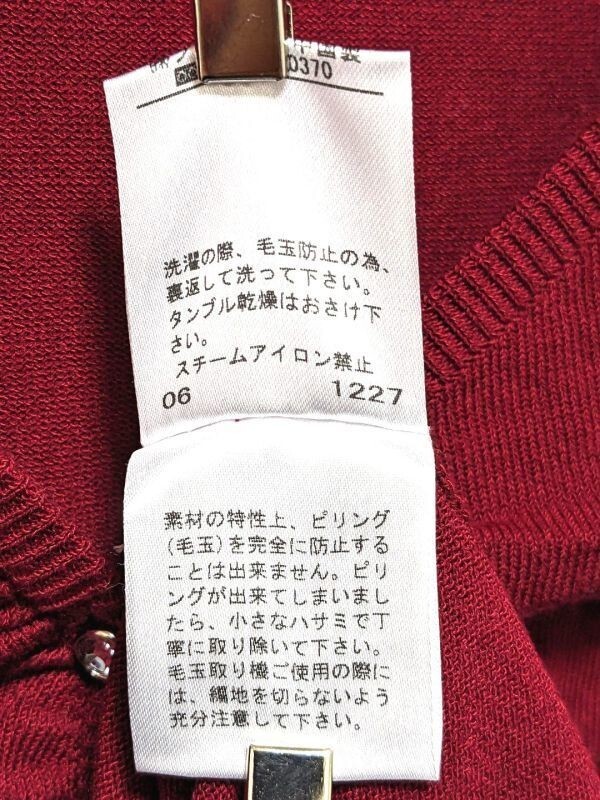 0370
洗濯の際、毛玉防止の為、
裏返して洗って下さい。
タンブル乾燥はおさけ下
さい。
スチームアイロン禁止
06 1227
素材の特性上、ピリング
(毛玉)を完全に防止する
ことは出来ません。ピリ
ングが出来てしまいまし
たら、小さなハサミで丁
寧に取り除いて下さい。
毛玉取り機ご使用の際に
は、編地を切らないよう
充分注意して下さい。